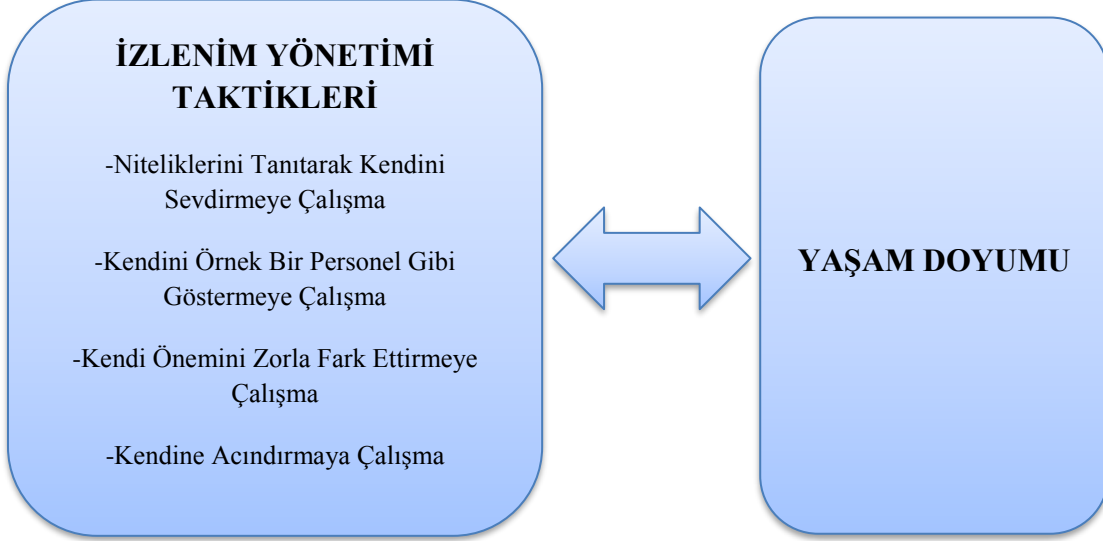 İZLENİM YÖNETİMİ
TAKTİKLERİ
-Niteliklerini Tanıtarak Kendini
Sevdirmeye Çalışma
-Kendini Örnek Bir Personel Gibi
Göstermeye Çalışma
-Kendi Önemini Zorla Fark Ettirmeye
Çalışma
-Kendine Acındırmaya Çalışma
YAŞAM DOYUMU